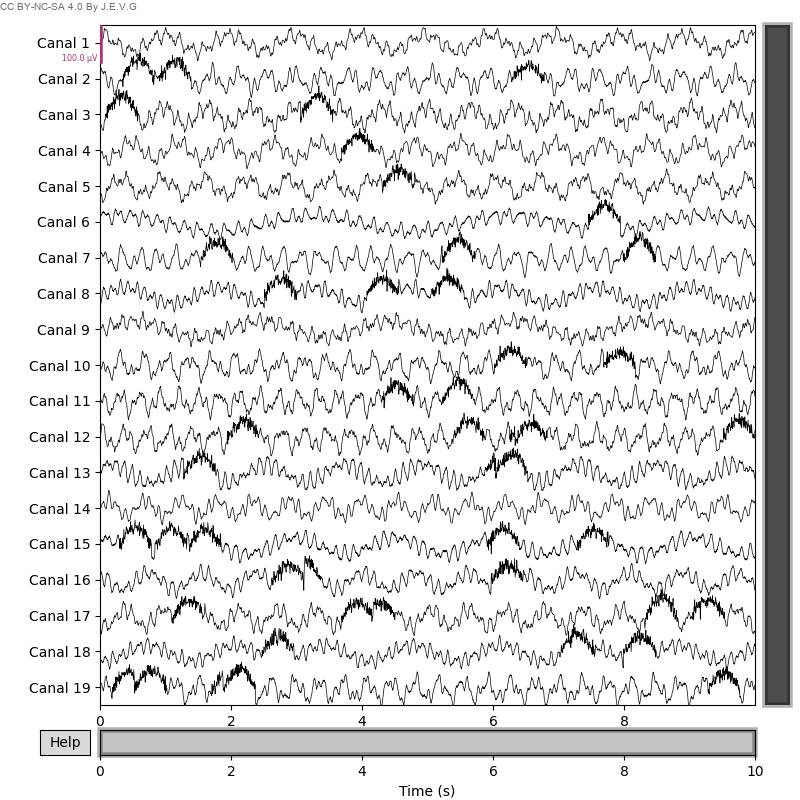 CC BY-NC-SA 4.0 By J.E.V.G
Canal 1
100.0 µV
Canal 2
Canal 3
Canal 4
Canal 5
Canal 6
Canal 7
Canal 8
Canal 9
Canal 10
Canal 11
Canal 12
Canal 13
Canal 14
Canal 15
Canal 16
Canal 17
Canal 18
Canal 19
0 2 4 6 8
Help
0 2 4 6 8 10
Time (s)